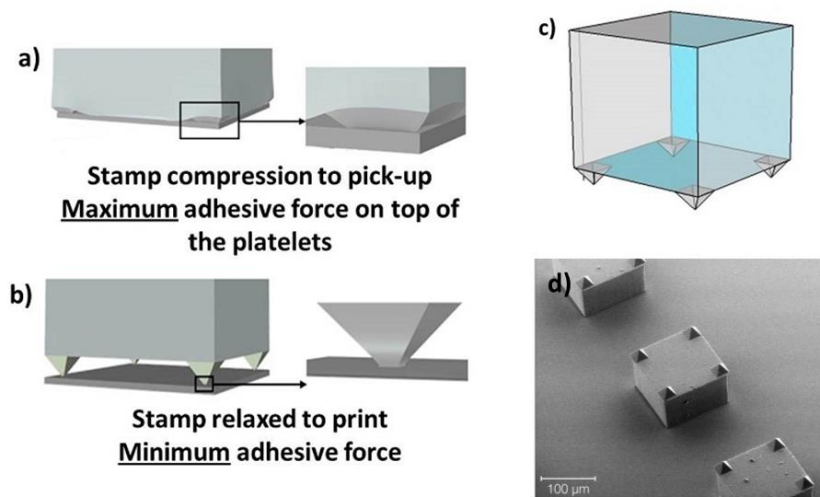 a)
Stamp compression to pick-up
Maximum adhesive force on top of
the platelets
b)
Stamp relaxed to print
Minimum adhesive force
c)
d)
100 µm